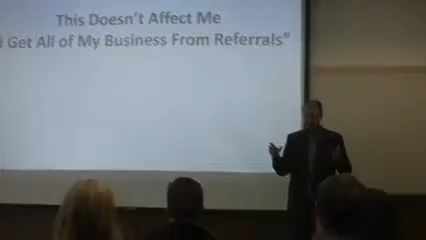 This Doesn't Affect Me
I Get All of My Business From Referrals"